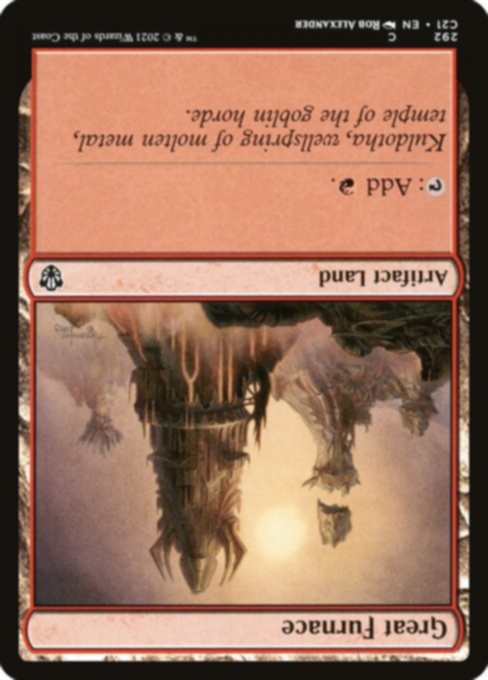 Great Furnace
Artifact Land
: Add .
Kuldotha, wellspring of molten metal,
temple of the goblin horde.
292 C
C21 • EN ROB ALEXANDER
™ & © 2021 Wizards of the Coast